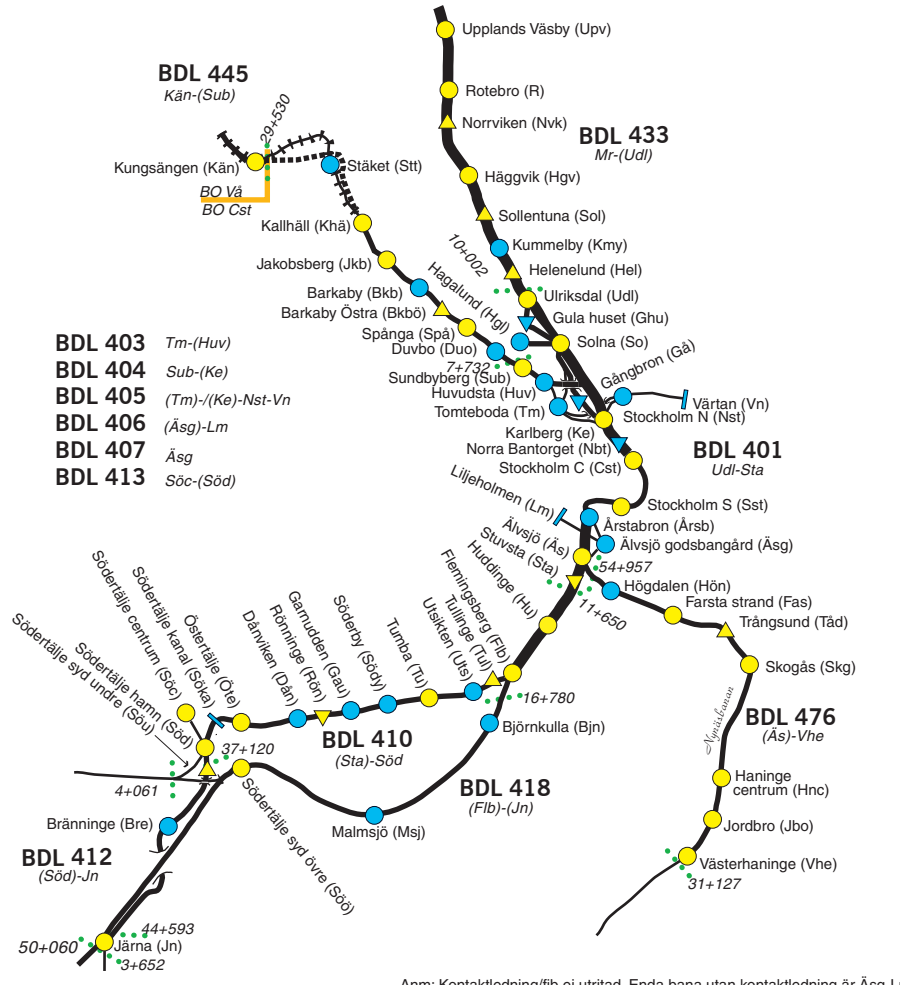 Upplands Väsby (Upv)
BDL 445
Kän-(Sub)
Rotebro (R)
29+530
Norrviken (Nvk)
BDL 433
Mr-(Udl)
Kungsängen (Kän)
Stäket (Stt)
Häggvik (Hgv)
BO Vå
BO Cst
Sollentuna (Sol)
Kallhäll (Khä)
Kummelby (Kmy)
10+002
Jakobsberg (Jkb)
Helenelund (Hel)
Hagalund (Hgl)
Barkaby (Bkb)
Ulriksdal (Udl)
Barkaby Östra (Bkbö)
Gula huset (Ghu)
Spånga (Spå)
Solna (So)
BDL 403 Tm-(Huv)
BDL 404 Sub-(Ke)
BDL 405 (Tm)-/(Ke)-Nst-Vn
BDL 406 (Äsg)-Lm
BDL 407 Äsg
BDL 413 Söc-(Söd)
Duvbo (Duo)
7+732
Sundbyberg (Sub)
Gångbron (Gå)
Huvudsta (Huv)
Värtan (Vn)
Tomteboda (Tm)
Stockholm N (Nst)
Karlberg (Ke)
Norra Bantorget (Nbt)
BDL 401
Udl-Sta
Stockholm C (Cst)
Liljeholmen (Lm)
Stockholm S (Sst)
Årstabron (Årsb)
Älvsjö (Äs)
Älvsjö godsbangård (Äsg)
Stuvsta (Sta)
54+957
Högdalen (Hön)
11+650
Farsta strand (Fas)
Huddinge (Hu)
Trångsund (Tåd)
Flemingsberg (Flb)
Tullinge (Tul)
Utsikten (Uts)
Tumba (Tu)
Söderby (Södy)
Gamudden (Gau)
Rönninge (Rön)
Dånviken (Dån)
Östertälje (Öte)
Södertälje kanal (Söka)
Södertälje centrum (Söc)
Södertälje hamn (Söd)
Södertälje syd undre (Söu)
Skogås (Skg)
Nynäsbanan
16+780
BDL 476
(Äs)-Vhe
Björnkulla (Bjn)
BDL 410
(Sta)-Söd
37+120
4+061
BDL 418
(Flb)-(Jn)
Haninge
centrum (Hnc)
Södertälje syd övre (Söö)
Bränninge (Bre)
Malmsjö (Msj)
Jordbro (Jbo)
BDL 412
(Söd)-Jn
Västerhaninge (Vhe)
31+127
44+593
50+060
Järna (Jn)
3+652